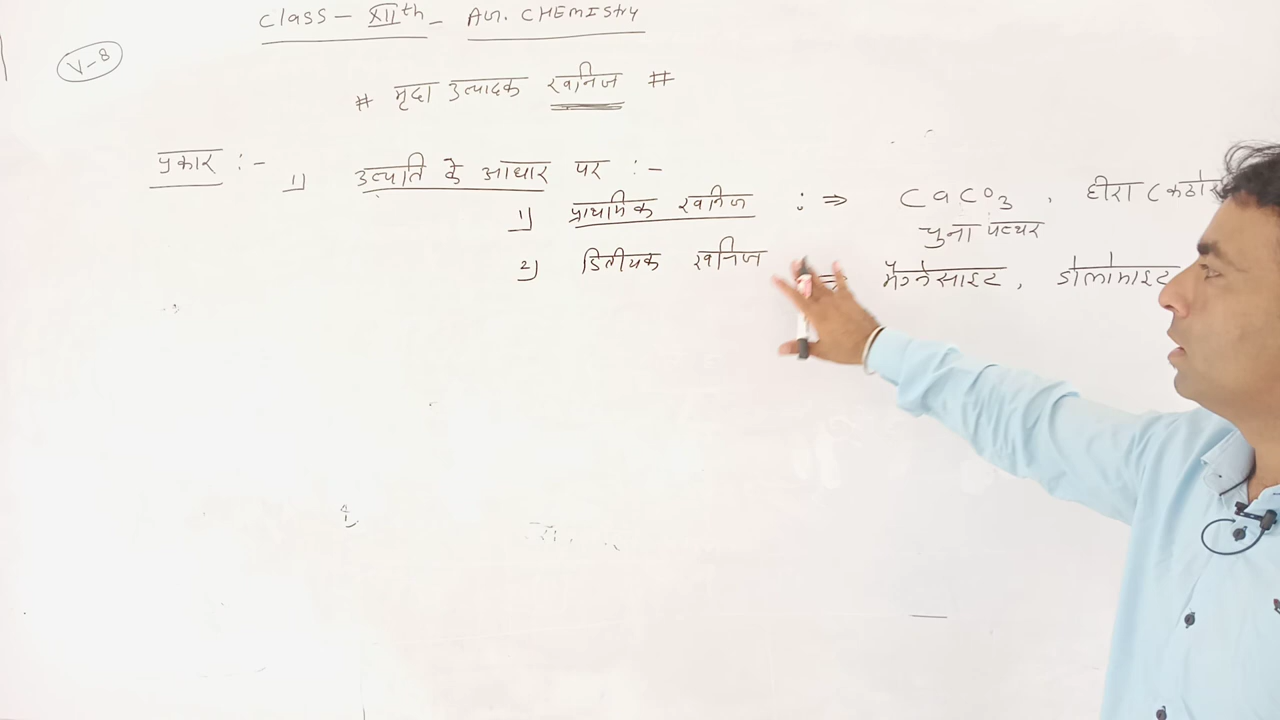 Class - XIIth - Ag. CHEMISTRY
V-8
# मृदा उत्पादक खनिज #
प्रकार :-
1) उत्पति के आधार पर :-
1) प्राथमिक खनिज :⇒ CaCO3, हीरा (कठो
चुना पत्थर
2) द्वितीयक खनिज ⇒ मैग्नेसाइट, डोलोमाइट